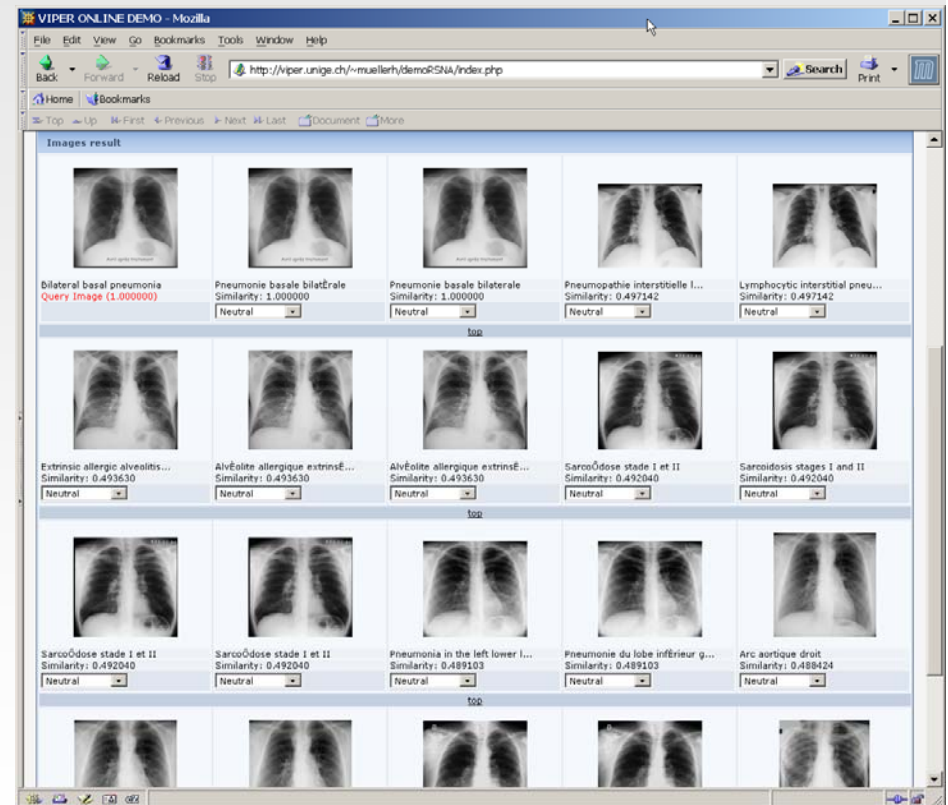 VIPER ONLINE DEMO - Mozilla
File Edit View Go Bookmarks Tools Window Help
Back Forward Reload Stop http://viper.unige.ch/~muellerh/demoRSNA/index.php Search Print
Home Bookmarks
Top Up First Previous Next Last Document More
Images result
Bilateral basal pneumonia Pneumonie basale bilatÈrale Pneumonie basale bilaterale Pneumopathie interstitielle l... Lymphocytic interstitial pneu...
Query Image (1.000000) Similarity: 1.000000 Similarity: 1.000000 Similarity: 0.497142 Similarity: 0.497142
Neutral Neutral Neutral Neutral
top
Extrinsic allergic alveolitis... AlvÈolite allergique extrinsÈ... AlvÈolite allergique extrinsÈ... SarcoÔdose stade I et II Sarcoidosis stages I and II
Similarity: 0.493630 Similarity: 0.493630 Similarity: 0.493630 Similarity: 0.492040 Similarity: 0.492040
Neutral Neutral Neutral Neutral Neutral
top
SarcoÔdose stade I et II SarcoÔdose stade I et II Pneumonia in the left lower l... Pneumonie du lobe infÈrieur g... Arc aortique droit
Similarity: 0.492040 Similarity: 0.492040 Similarity: 0.489103 Similarity: 0.489103 Similarity: 0.488424
Neutral Neutral Neutral Neutral Neutral
top